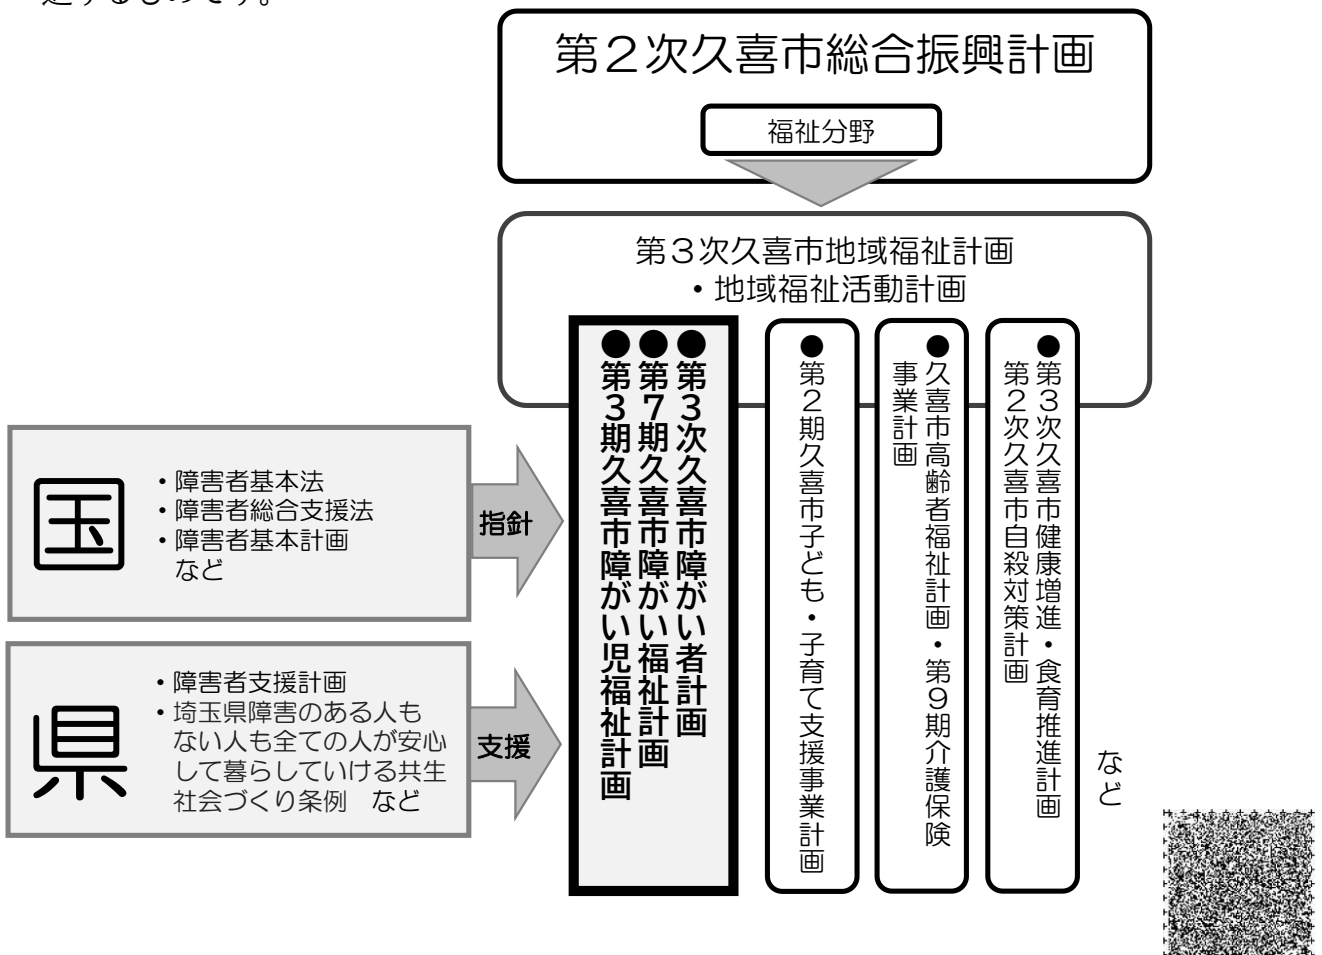 進するものです。
第２次久喜市総合振興計画
福祉分野
第３次久喜市地域福祉計画
・地域福祉活動計画
●第３次久喜市障がい者計画
●第７期久喜市障がい福祉計画
●第３期久喜市障がい児福祉計画
●第２期久喜市子ども・子育て支援事業計画
●久喜市高齢者福祉計画・第９期介護保険
事業計画
●第３次久喜市健康増進・食育推進計画
第２次久喜市自殺対策計画
など
国
・障害者基本法
・障害者総合支援法
・障害者基本計画
など
指針
県
・障害者支援計画
・埼玉県障害のある人も
ない人も全ての人が安心
して暮らしていける共生
社会づくり条例　など
支援